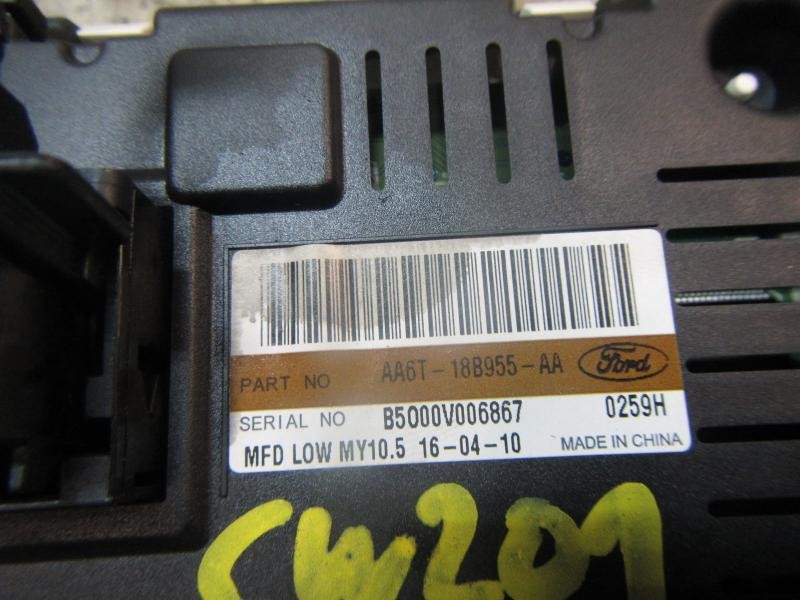 PART NO AA6T-18B955-AA Ford
SERIAL NO B5000V006867 0259H
MFD LOW MY10.5 16-04-10 MADE IN CHINA
CW201